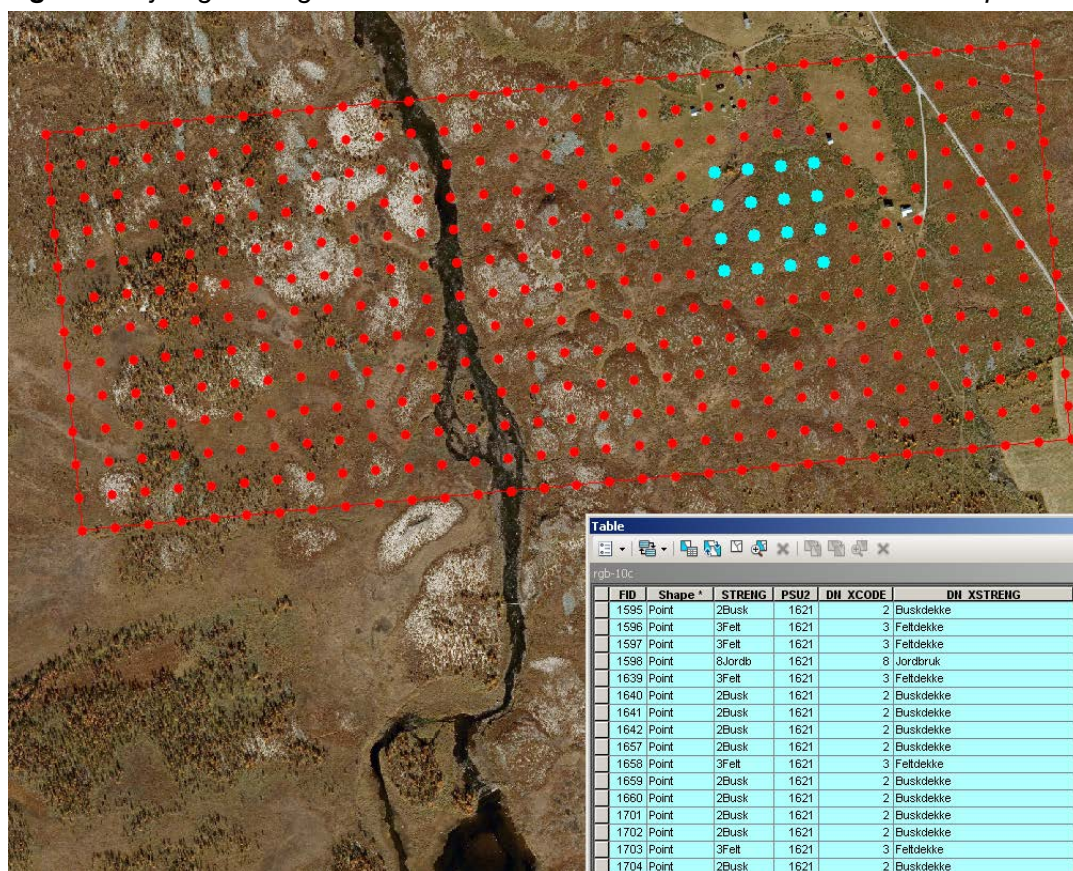 Table
rgb-10c
FID Shape * STRENG PSU2 DN_XCODE DN_XSTRENG
1595 Point 2Busk 1621 2 Buskdekke
1596 Point 3Felt 1621 3 Feltdekke
1597 Point 3Felt 1621 3 Feltdekke
1598 Point 8Jordb 1621 8 Jordbruk
1639 Point 3Felt 1621 3 Feltdekke
1640 Point 2Busk 1621 2 Buskdekke
1641 Point 2Busk 1621 2 Buskdekke
1642 Point 2Busk 1621 2 Buskdekke
1657 Point 2Busk 1621 2 Buskdekke
1658 Point 3Felt 1621 3 Feltdekke
1659 Point 2Busk 1621 2 Buskdekke
1660 Point 2Busk 1621 2 Buskdekke
1701 Point 2Busk 1621 2 Buskdekke
1702 Point 2Busk 1621 2 Buskdekke
1703 Point 3Felt 1621 3 Feltdekke
1704 Point 2Busk 1621 2 Buskdekke